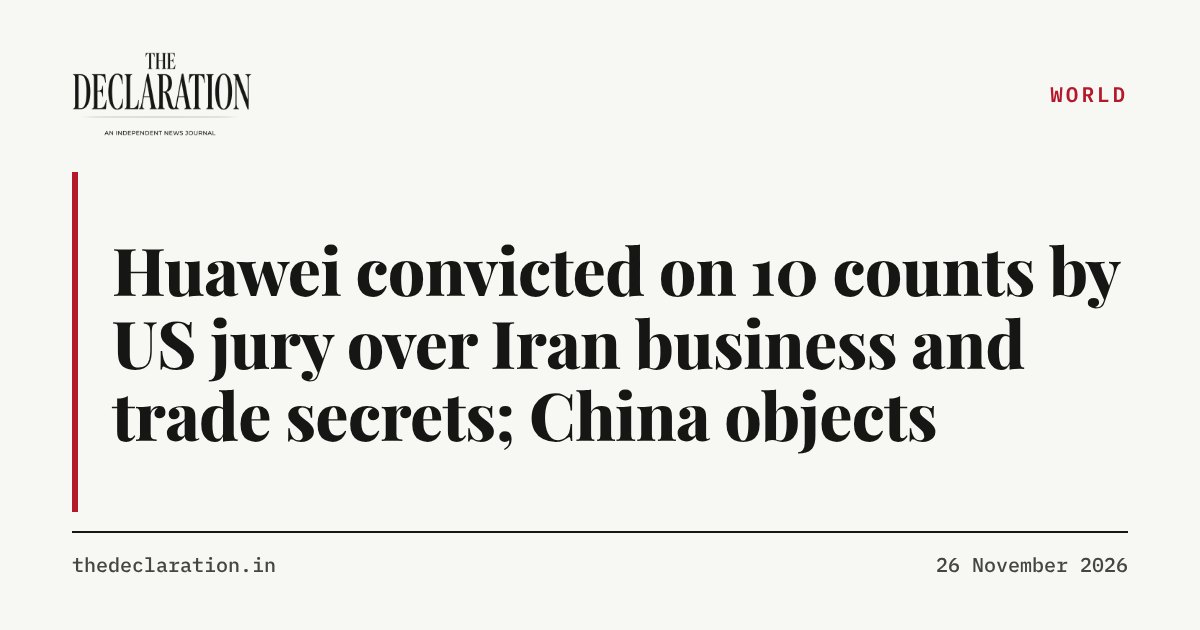 THE
DECLARATION
AN INDEPENDENT NEWS JOURNAL
WORLD
Huawei convicted on 10 counts by
US jury over Iran business and
trade secrets; China objects
thedeclaration.in
26 November 2026